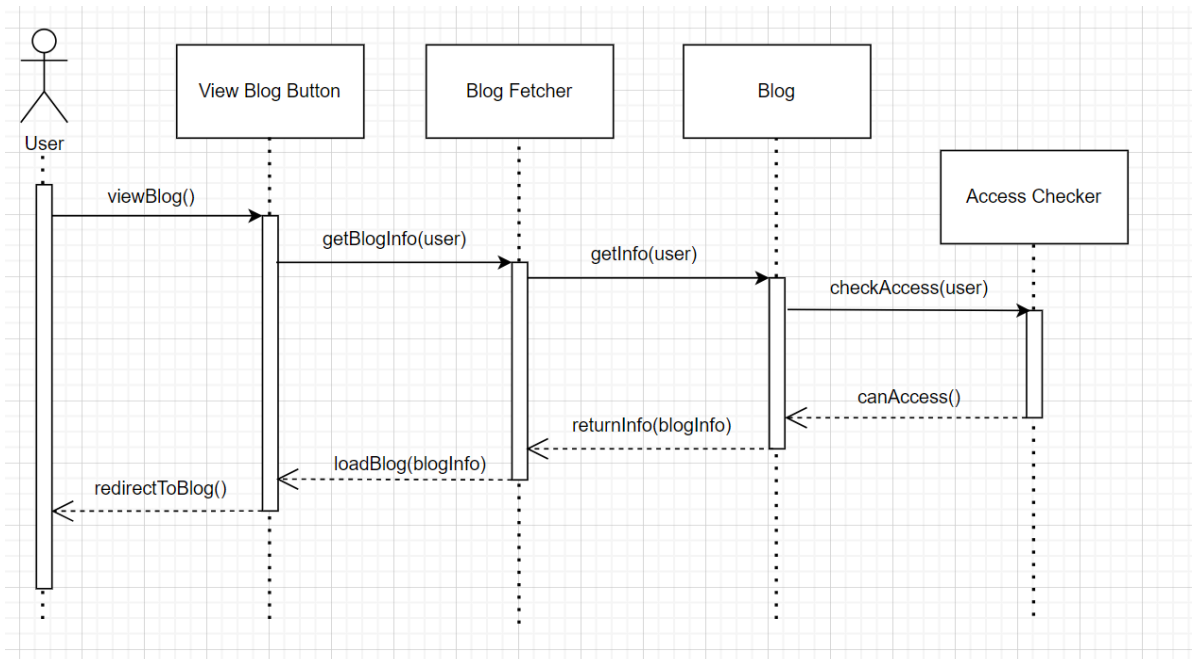 View Blog Button
Blog Fetcher
Blog
User
Access Checker
viewBlog()
getBlogInfo(user)
getInfo(user)
checkAccess(user)
canAccess()
returnInfo(blogInfo)
loadBlog(blogInfo)
redirectToBlog()